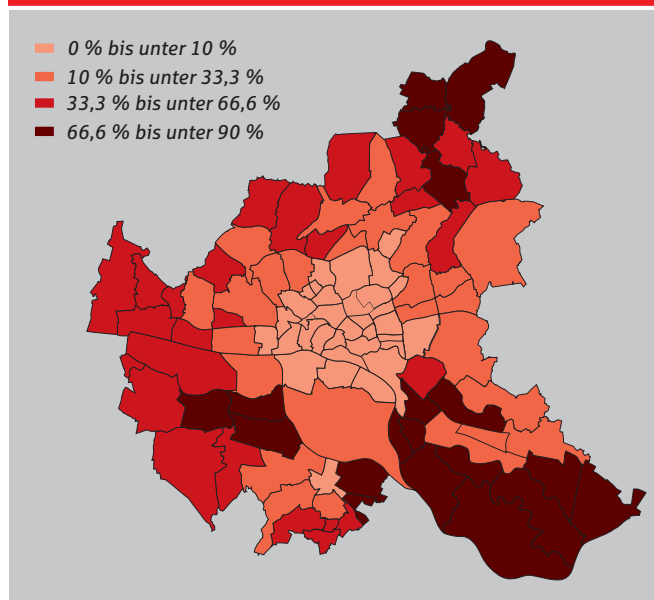 0 % bis unter 10 %
10 % bis unter 33,3 %
33,3 % bis unter 66,6 %
66,6 % bis unter 90 %